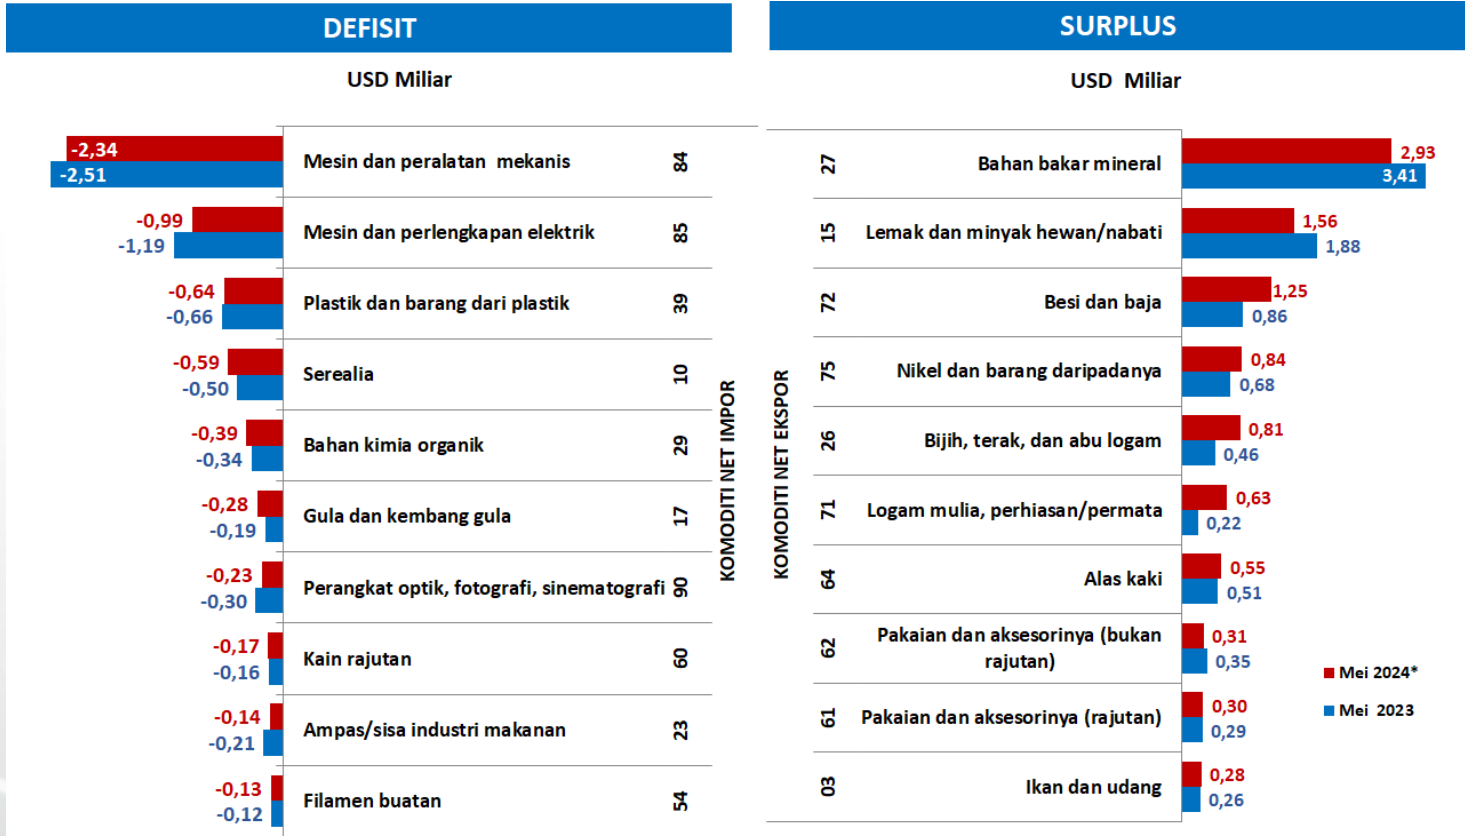 DEFISIT
USD Miliar
-2,34
-2,51
Mesin dan peralatan mekanis
84
-0,99
-1,19
Mesin dan perlengkapan elektrik
85
-0,64
-0,66
Plastik dan barang dari plastik
39
-0,59
-0,50
Serealia
10
-0,39
-0,34
Bahan kimia organik
29
-0,28
-0,19
Gula dan kembang gula
17
-0,23
-0,30
Perangkat optik, fotografi, sinematografi
90
-0,17
-0,16
Kain rajutan
60
-0,14
-0,21
Ampas/sisa industri makanan
23
-0,13
-0,12
Filamen buatan
54
KOMODITI NET IMPOR
SURPLUS
USD Miliar
KOMODITI NET EKSPOR
27
Bahan bakar mineral
2,93
3,41
15
Lemak dan minyak hewan/nabati
1,56
1,88
72
Besi dan baja
1,25
0,86
75
Nikel dan barang daripadanya
0,84
0,68
26
Bijih, terak, dan abu logam
0,81
0,46
71
Logam mulia, perhiasan/permata
0,63
0,22
64
Alas kaki
0,55
0,51
62
Pakaian dan aksesorinya (bukan
rajutan)
0,31
0,35
61
Pakaian dan aksesorinya (rajutan)
0,30
0,29
03
Ikan dan udang
0,28
0,26
Mei 2024*
Mei 2023